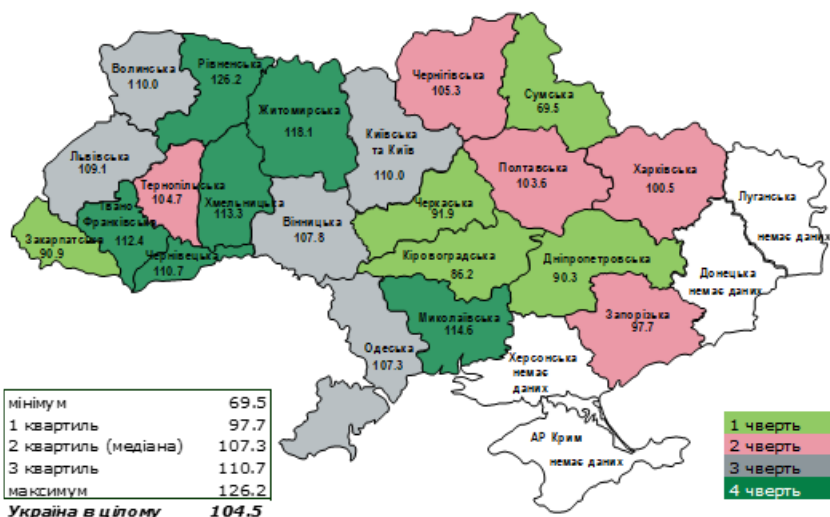 Волинська
110.0
Рівненська
126.2
Житомирська
118.1
Київська
та Київ
110.0
Чернігівська
105.3
Сумська
69.5
Львівська
109.1
Тернопільська
104.7
Хмельницька
113.3
Івано-
Франківська
112.4
Закарпатська
90.9
Чернівецька
110.7
Вінницька
107.8
Черкаська
91.9
Полтавська
103.6
Харківська
100.5
Луганська
немає даних
Кіровоградська
86.2
Дніпропетровська
90.3
Донецька
немає даних
Миколаївська
114.6
Запорізька
97.7
Одеська
107.3
Херсонська
немає
даних
АР Крим
немає даних
мінімум 69.5
1 квартиль 97.7
2 квартиль (медіана) 107.3
3 квартиль 110.7
максимум 126.2
Україна в цілому 104.5
1 чверть
2 чверть
3 чверть
4 чверть